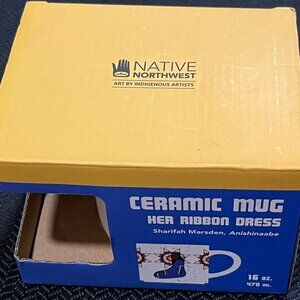 NATIVE
NORTHWEST
ART BY INDIGENOUS ARTISTS
CERAMIC MUG
HER RIBBON DRESS
Sharifah Marsden, Anishinaabe
16 oz.
470 ml.